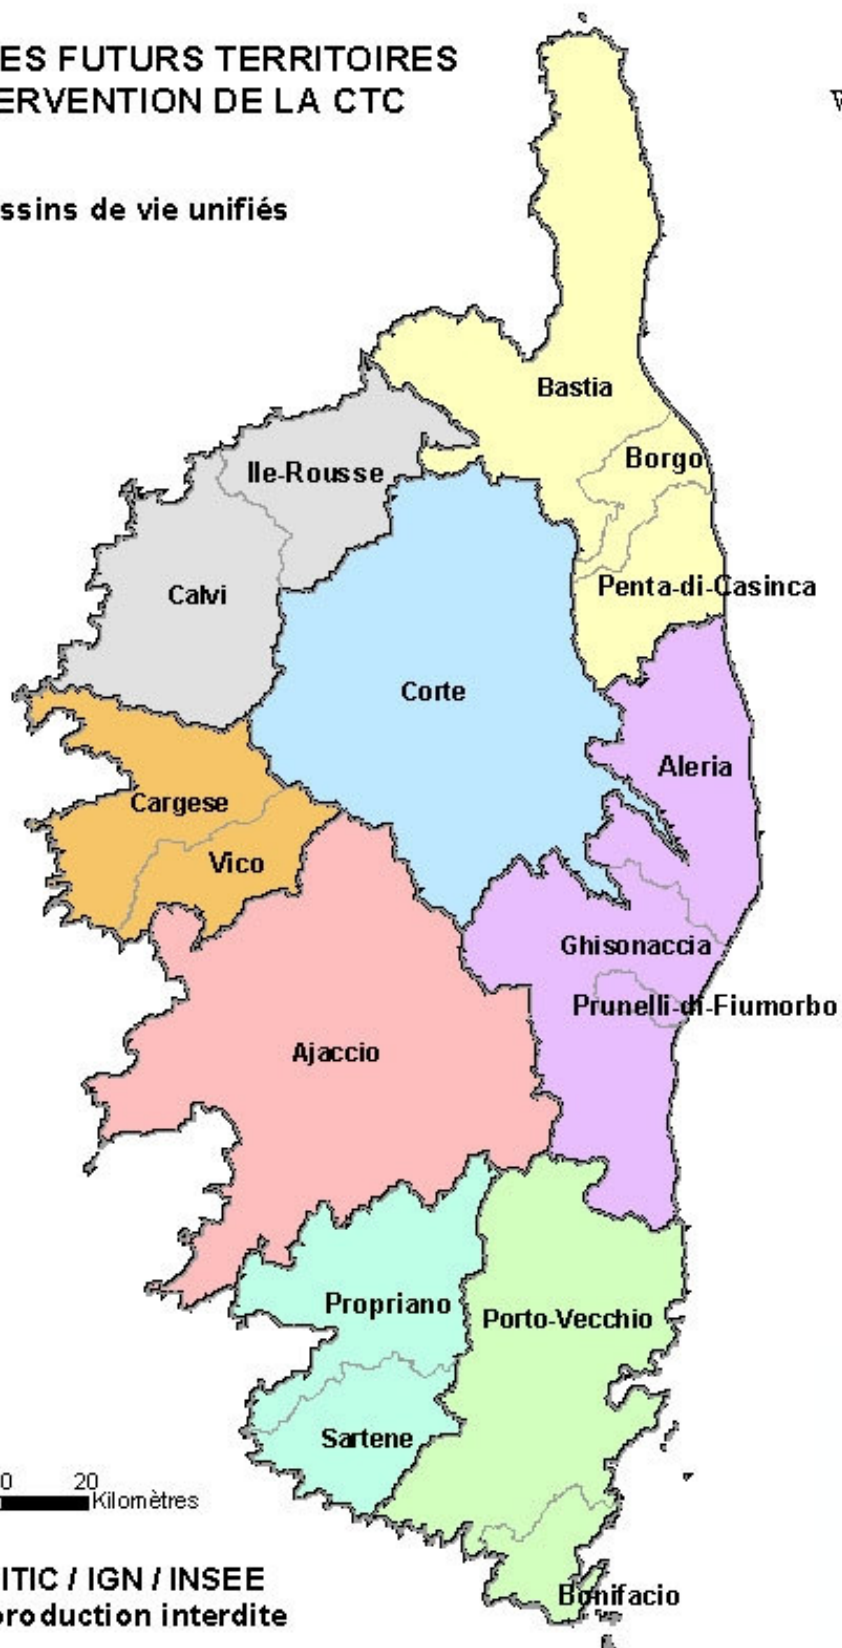 ES FUTURS TERRITOIRES
ERVENTION DE LA CTC
ssins de vie unifiés
Bastia
Borgo
Ile-Rousse
Penta-di-Casinca
Calvi
Corte
Aleria
Cargese
Vico
Ghisonaccia
Prunelli-di-Fiumorbo
Ajaccio
Propriano
Porto-Vecchio
Sartene
0 20
Kilomètres
ITIC / IGN / INSEE
production interdite
Bonifacio